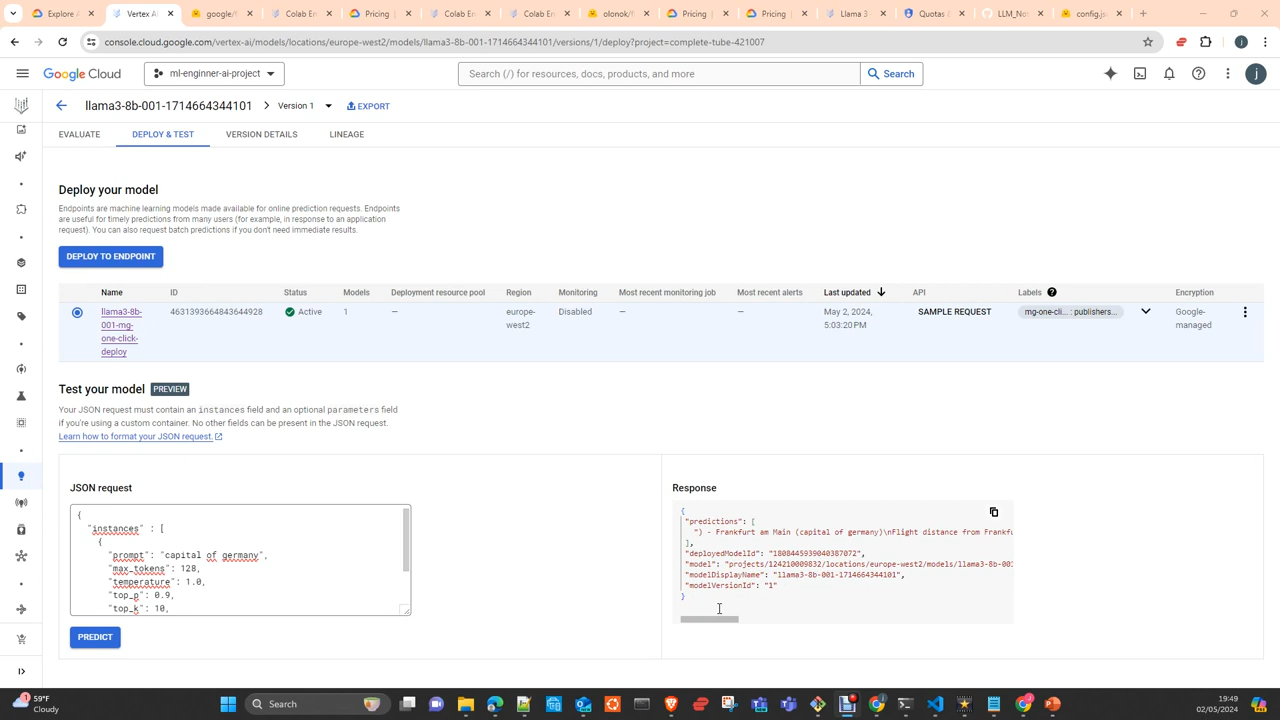 Explore A
Vertex AI
google/
Colab En
Pricing
Colab En
Colab En
olonok/
Pricing
Pricing
Llama 3
Quotas
LLM_No
config.js
console.cloud.google.com/vertex-ai/models/locations/europe-west2/models/llama3-8b-001-1714664344101/versions/1/deploy?project=complete-tube-421007
Google Cloud
ml-enginner-ai-project
Search (/) for resources, docs, products, and more
Search
j
llama3-8b-001-1714664344101
Version 1
EXPORT
EVALUATE
DEPLOY & TEST
VERSION DETAILS
LINEAGE
Deploy your model
Endpoints are machine learning models made available for online prediction requests. Endpoints
are useful for timely predictions from many users (for example, in response to an application
request). You can also request batch predictions if you don't need immediate results.
DEPLOY TO ENDPOINT
Name ID Status Models Deployment resource pool Region Monitoring Most recent monitoring job Most recent alerts Last updated API Labels Encryption
llama3-8b- 4631393664843644928 Active 1 — europe- Disabled — — May 2, 2024, SAMPLE REQUEST mg-one-cli... : publishers... Google-
001-mg- west2 5:03:20 PM managed
one-click-
deploy
Test your model PREVIEW
Your JSON request must contain an instances field and an optional parameters field
if you're using a custom container. No other fields can be present in the JSON request.
Learn how to format your JSON request.
JSON request
{
"instances" : [
{
"prompt": "capital of germany",
"max_tokens": 128,
"temperature": 1.0,
"top_p": 0.9,
"top_k": 10,
PREDICT
Response
{
"predictions": [
") - Frankfurt am Main (capital of germany)\nFlight distance from Frankfu
],
"deployedModelId": "1808445939040387072",
"model": "projects/124210009832/locations/europe-west2/models/llama3-8b-001
"modelDisplayName": "llama3-8b-001-1714664344101",
"modelVersionId": "1"
}
59°F
Cloudy
Search
19:49
02/05/2024